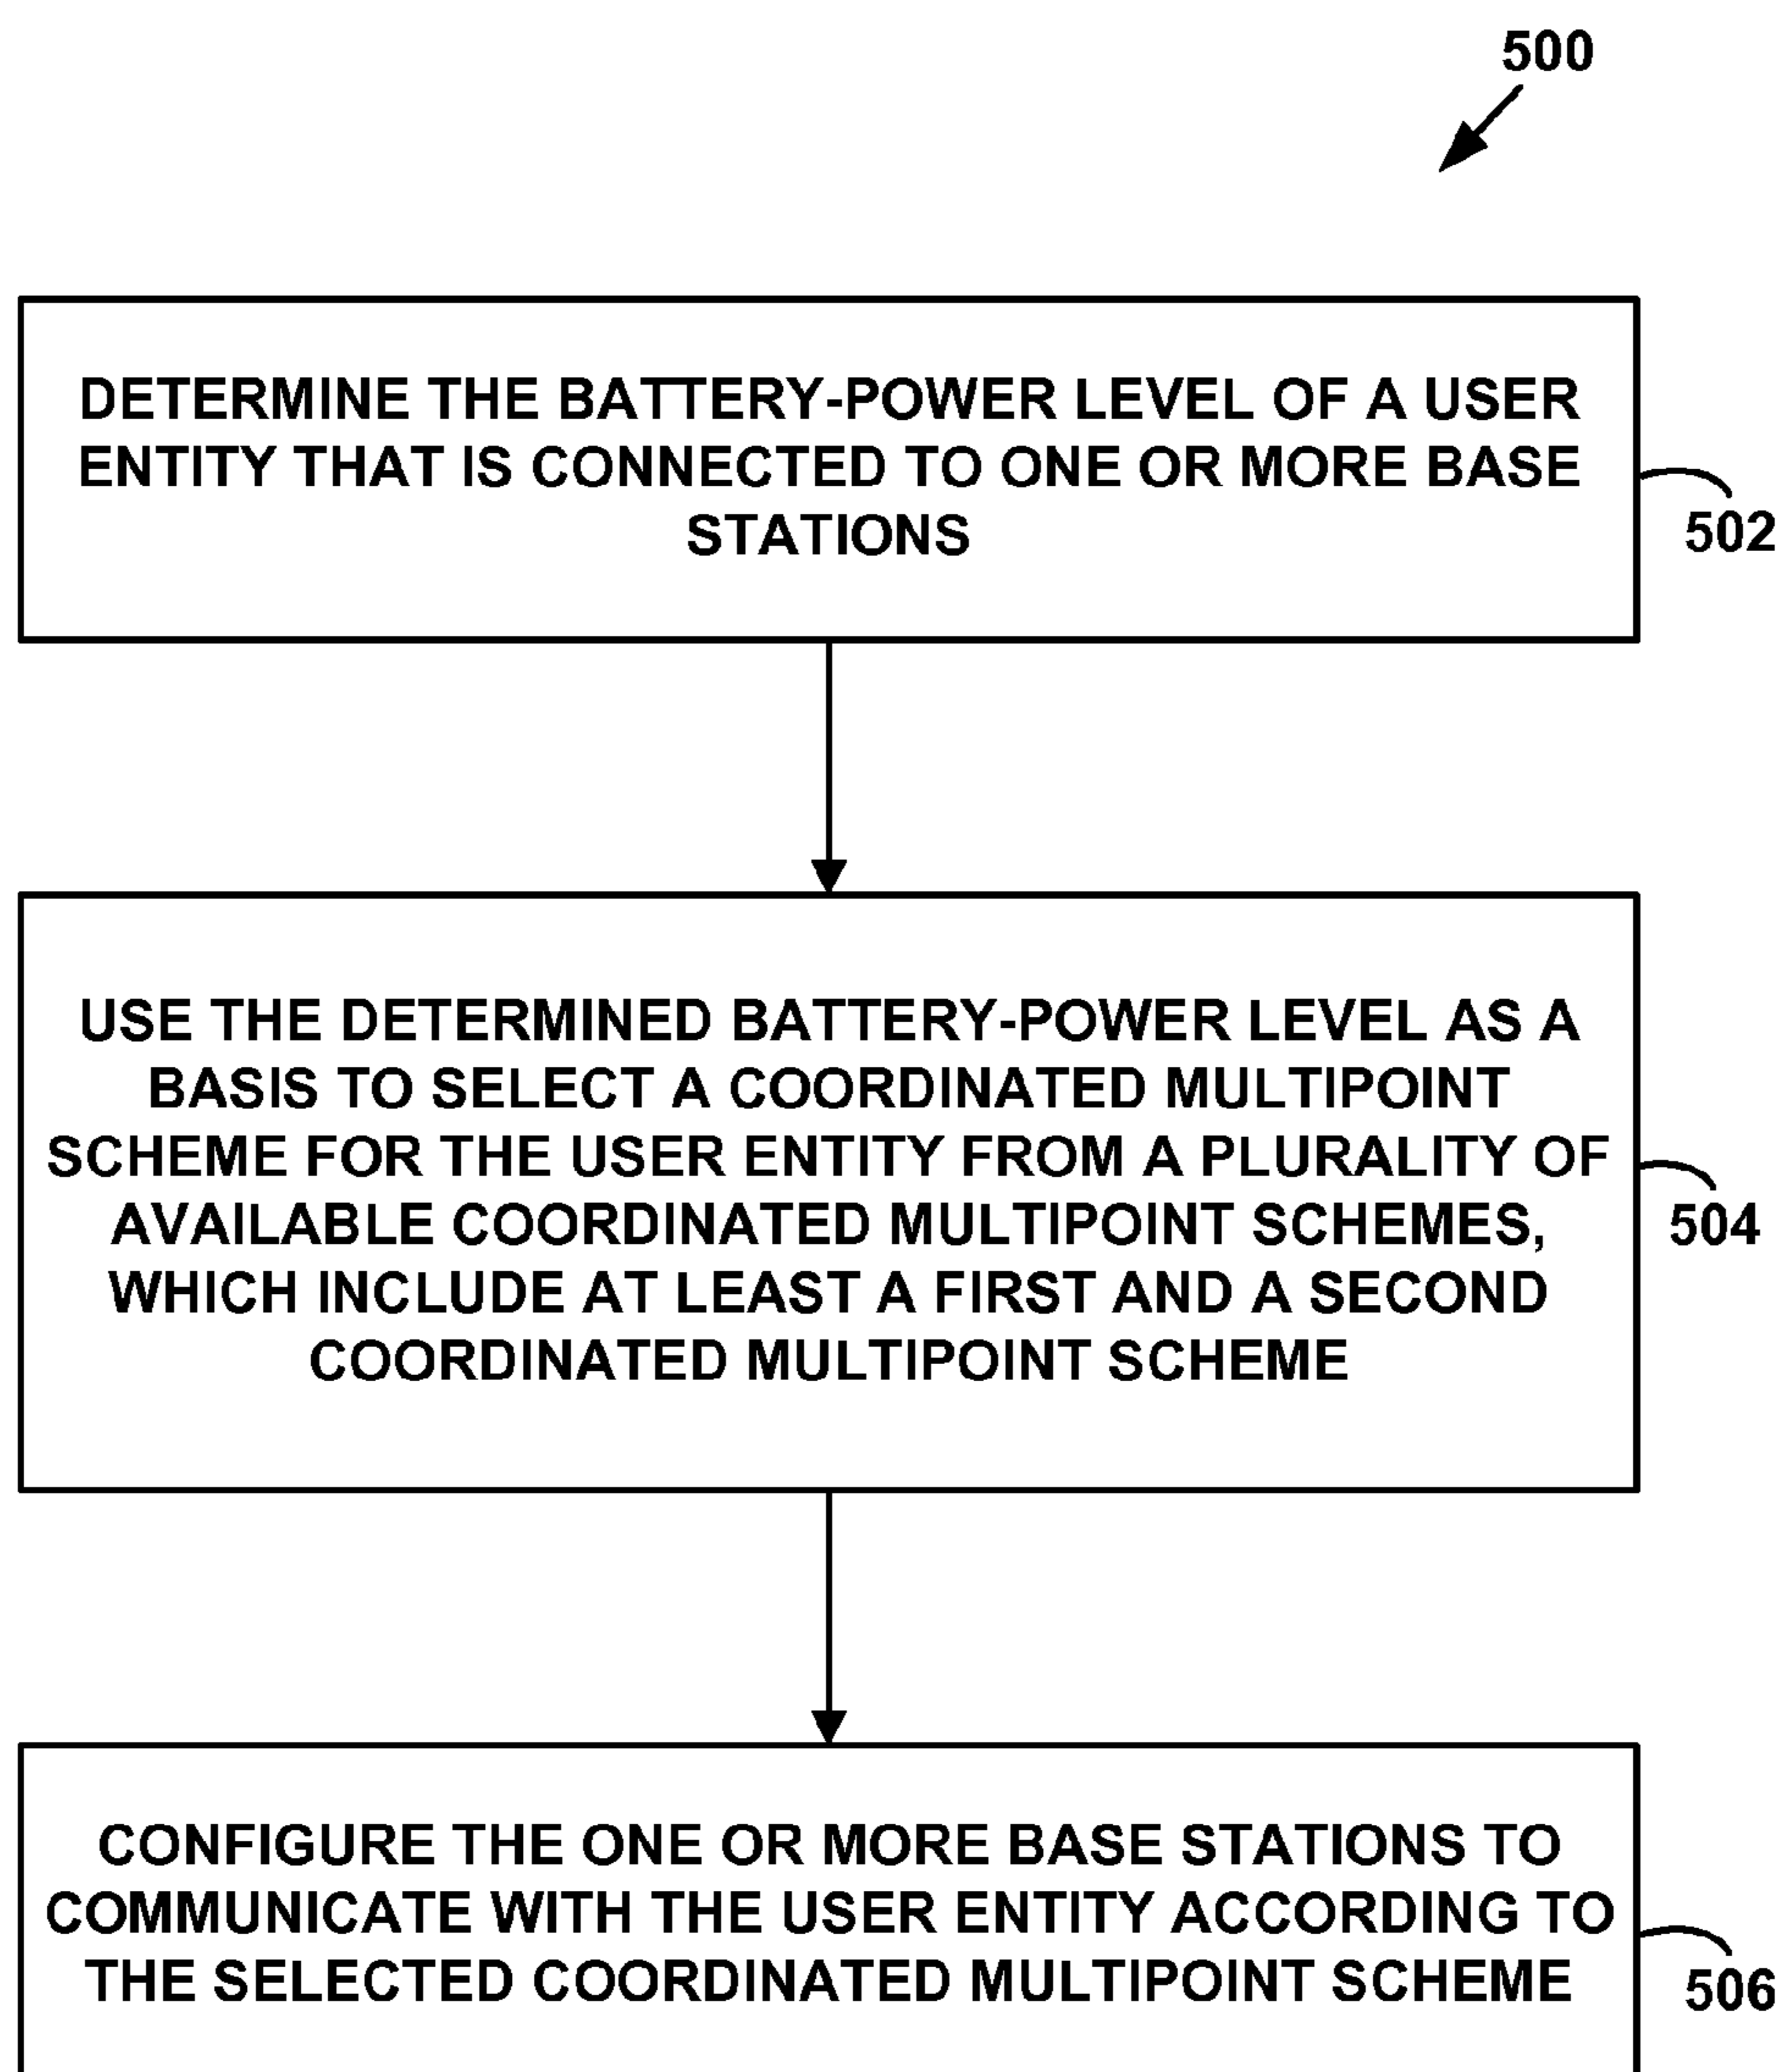 500
DETERMINE THE BATTERY-POWER LEVEL OF A USER
ENTITY THAT IS CONNECTED TO ONE OR MORE BASE
STATIONS
502
USE THE DETERMINED BATTERY-POWER LEVEL AS A
BASIS TO SELECT A COORDINATED MULTIPOINT
SCHEME FOR THE USER ENTITY FROM A PLURALITY OF
AVAILABLE COORDINATED MULTIPOINT SCHEMES,
WHICH INCLUDE AT LEAST A FIRST AND A SECOND
COORDINATED MULTIPOINT SCHEME
504
CONFIGURE THE ONE OR MORE BASE STATIONS TO
COMMUNICATE WITH THE USER ENTITY ACCORDING TO
THE SELECTED COORDINATED MULTIPOINT SCHEME
506